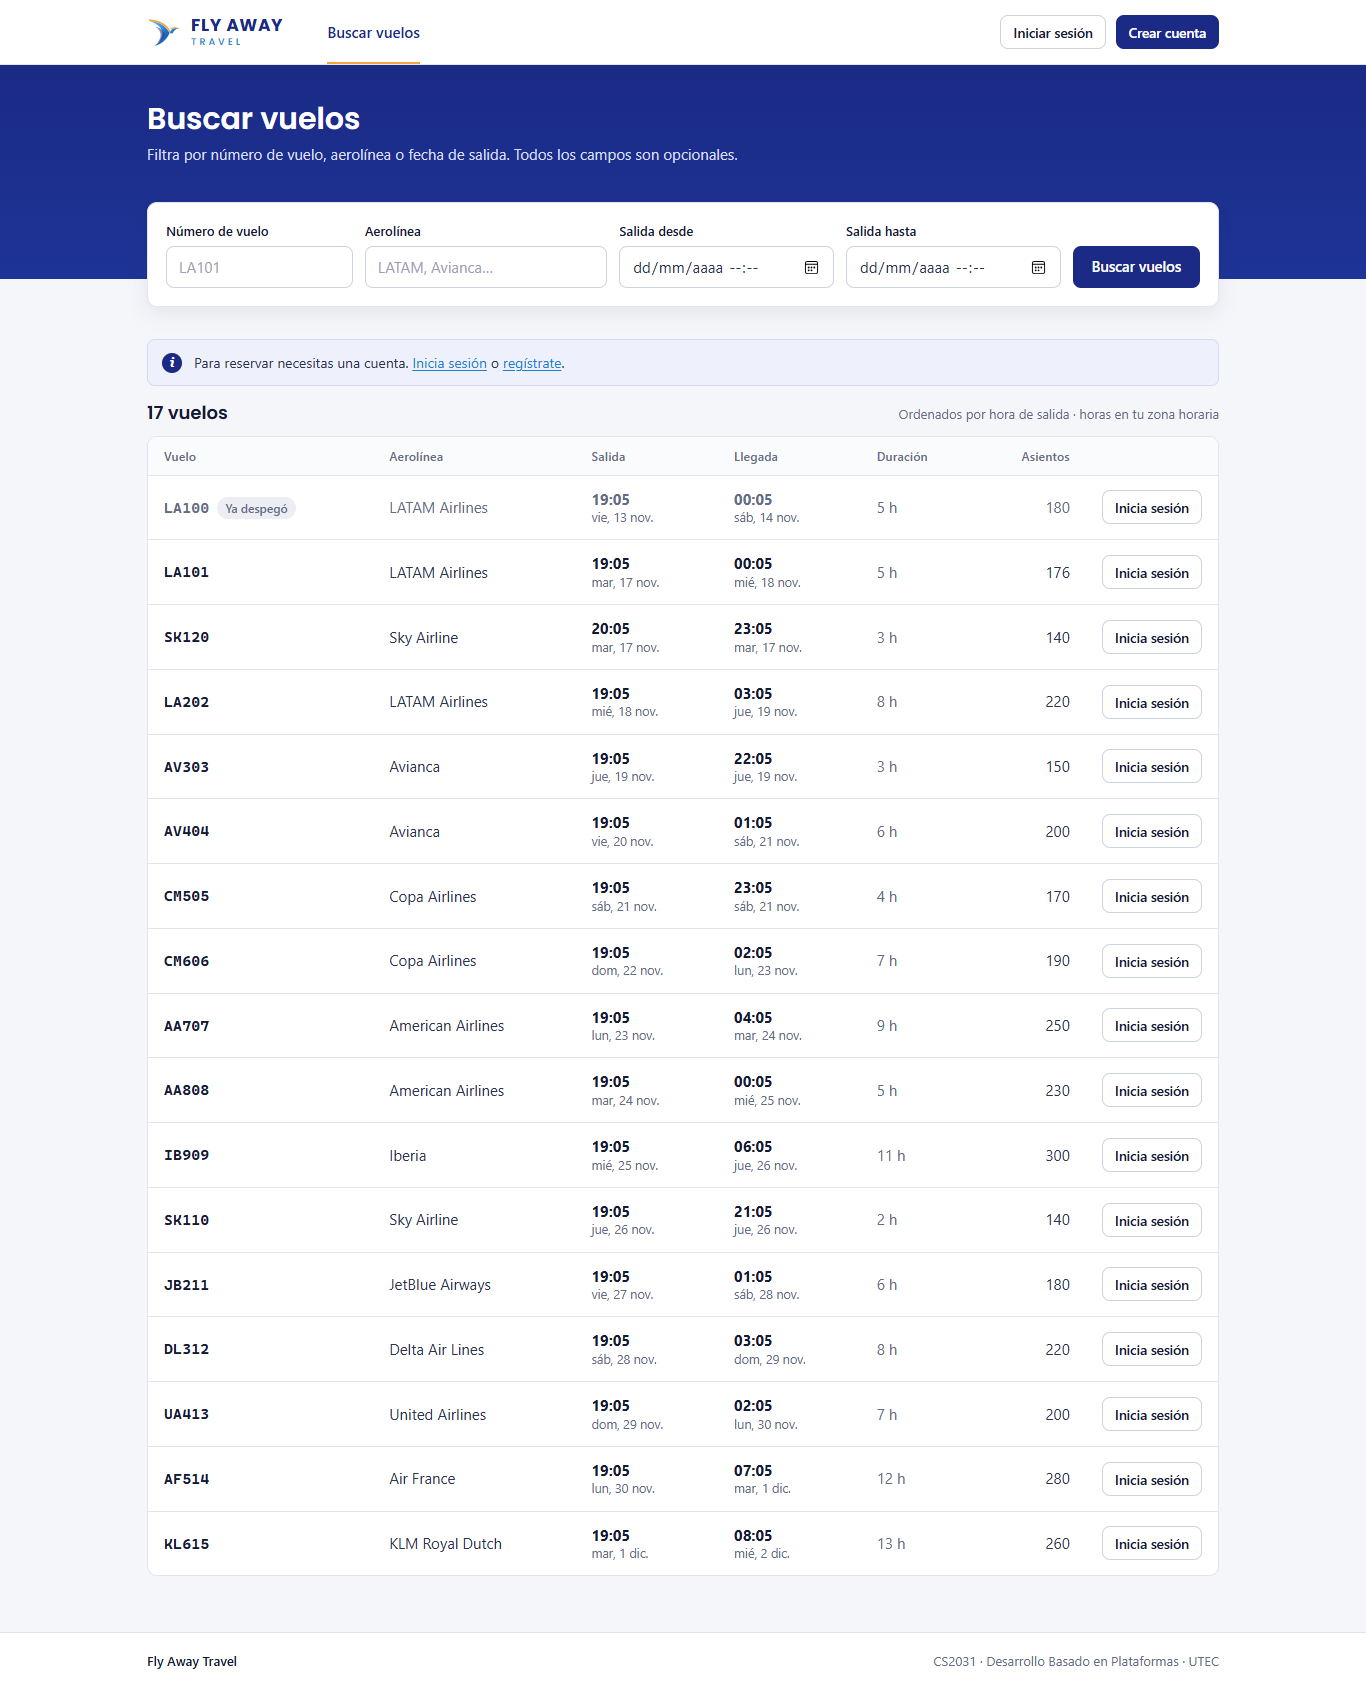 FLY AWAY
TRAVEL
Buscar vuelos
Iniciar sesión
Crear cuenta
Buscar vuelos
Filtra por número de vuelo, aerolínea o fecha de salida. Todos los campos son opcionales.
Número de vuelo Aerolínea Salida desde Salida hasta
LA101 LATAM, Avianca... dd/mm/aaaa --:-- dd/mm/aaaa --:-- Buscar vuelos
Para reservar necesitas una cuenta. Inicia sesión o regístrate.
17 vuelos
Ordenados por hora de salida · horas en tu zona horaria
Vuelo Aerolínea Salida Llegada Duración Asientos
LA100 Ya despegó LATAM Airlines 19:05 00:05 5 h 180 Inicia sesión
vie, 13 nov. sáb, 14 nov.
LA101 LATAM Airlines 19:05 00:05 5 h 176 Inicia sesión
mar, 17 nov. mié, 18 nov.
SK120 Sky Airline 20:05 23:05 3 h 140 Inicia sesión
mar, 17 nov. mar, 17 nov.
LA202 LATAM Airlines 19:05 03:05 8 h 220 Inicia sesión
mié, 18 nov. jue, 19 nov.
AV303 Avianca 19:05 22:05 3 h 150 Inicia sesión
jue, 19 nov. jue, 19 nov.
AV404 Avianca 19:05 01:05 6 h 200 Inicia sesión
vie, 20 nov. sáb, 21 nov.
CM505 Copa Airlines 19:05 23:05 4 h 170 Inicia sesión
sáb, 21 nov. sáb, 21 nov.
CM606 Copa Airlines 19:05 02:05 7 h 190 Inicia sesión
dom, 22 nov. lun, 23 nov.
AA707 American Airlines 19:05 04:05 9 h 250 Inicia sesión
lun, 23 nov. mar, 24 nov.
AA808 American Airlines 19:05 00:05 5 h 230 Inicia sesión
mar, 24 nov. mié, 25 nov.
IB909 Iberia 19:05 06:05 11 h 300 Inicia sesión
mié, 25 nov. jue, 26 nov.
SK110 Sky Airline 19:05 21:05 2 h 140 Inicia sesión
jue, 26 nov. jue, 26 nov.
JB211 JetBlue Airways 19:05 01:05 6 h 180 Inicia sesión
vie, 27 nov. sáb, 28 nov.
DL312 Delta Air Lines 19:05 03:05 8 h 220 Inicia sesión
sáb, 28 nov. dom, 29 nov.
UA413 United Airlines 19:05 02:05 7 h 200 Inicia sesión
dom, 29 nov. lun, 30 nov.
AF514 Air France 19:05 07:05 12 h 280 Inicia sesión
lun, 30 nov. mar, 1 dic.
KL615 KLM Royal Dutch 19:05 08:05 13 h 260 Inicia sesión
mar, 1 dic. mié, 2 dic.
Fly Away Travel
CS2031 · Desarrollo Basado en Plataformas · UTEC